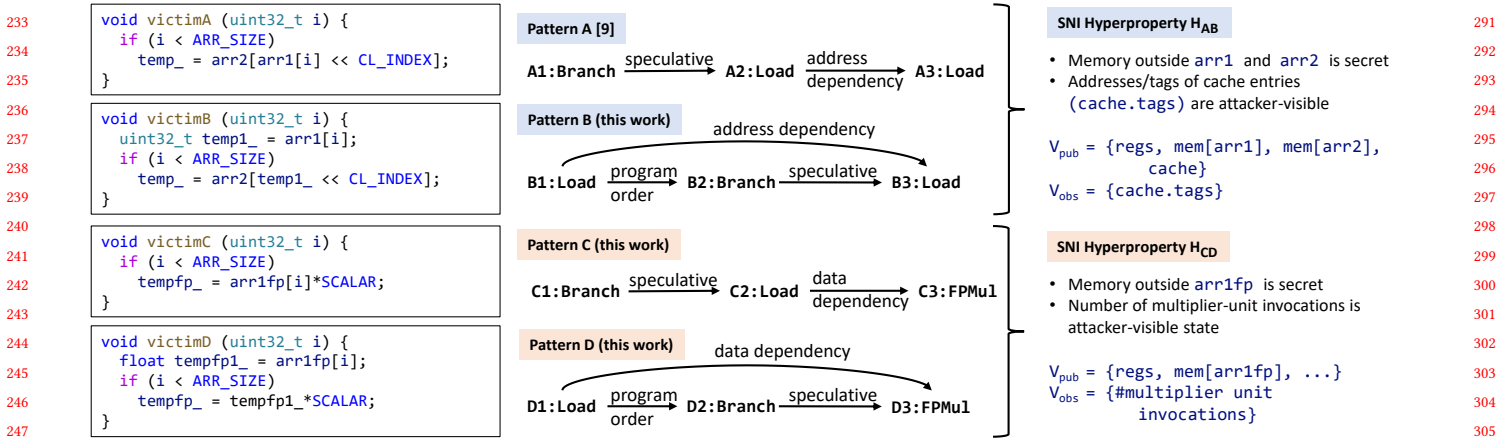 233
234
235
236
237
238
239
240
241
242
243
244
245
246
247
void victimA (uint32_t i) {
if (i < ARR_SIZE)
temp_ = arr2[arr1[i] << CL_INDEX];
}
void victimB (uint32_t i) {
uint32_t temp1_ = arr1[i];
if (i < ARR_SIZE)
temp_ = arr2[temp1_ << CL_INDEX];
}
void victimC (uint32_t i) {
if (i < ARR_SIZE)
tempfp_ = arr1fp[i]*SCALAR;
}
void victimD (uint32_t i) {
float tempfp1_ = arr1fp[i];
if (i < ARR_SIZE)
tempfp_ = tempfp1_*SCALAR;
}
Pattern A [9]
A1:Branch speculative A2:Load address dependency A3:Load
Pattern B (this work)
address dependency
B1:Load program order B2:Branch speculative B3:Load
Pattern C (this work)
C1:Branch speculative C2:Load data dependency C3:FPMul
Pattern D (this work)
data dependency
D1:Load program order D2:Branch speculative D3:FPMul
SNI Hyperproperty H_AB
• Memory outside arr1 and arr2 is secret
• Addresses/tags of cache entries
(cache.tags) are attacker-visible
V_pub = {regs, mem[arr1], mem[arr2],
cache}
V_obs = {cache.tags}
SNI Hyperproperty H_CD
• Memory outside arr1fp is secret
• Number of multiplier-unit invocations is
attacker-visible state
V_pub = {regs, mem[arr1fp], ...}
V_obs = {#multiplier unit
invocations}
291
292
293
294
295
296
297
298
299
300
301
302
303
304
305